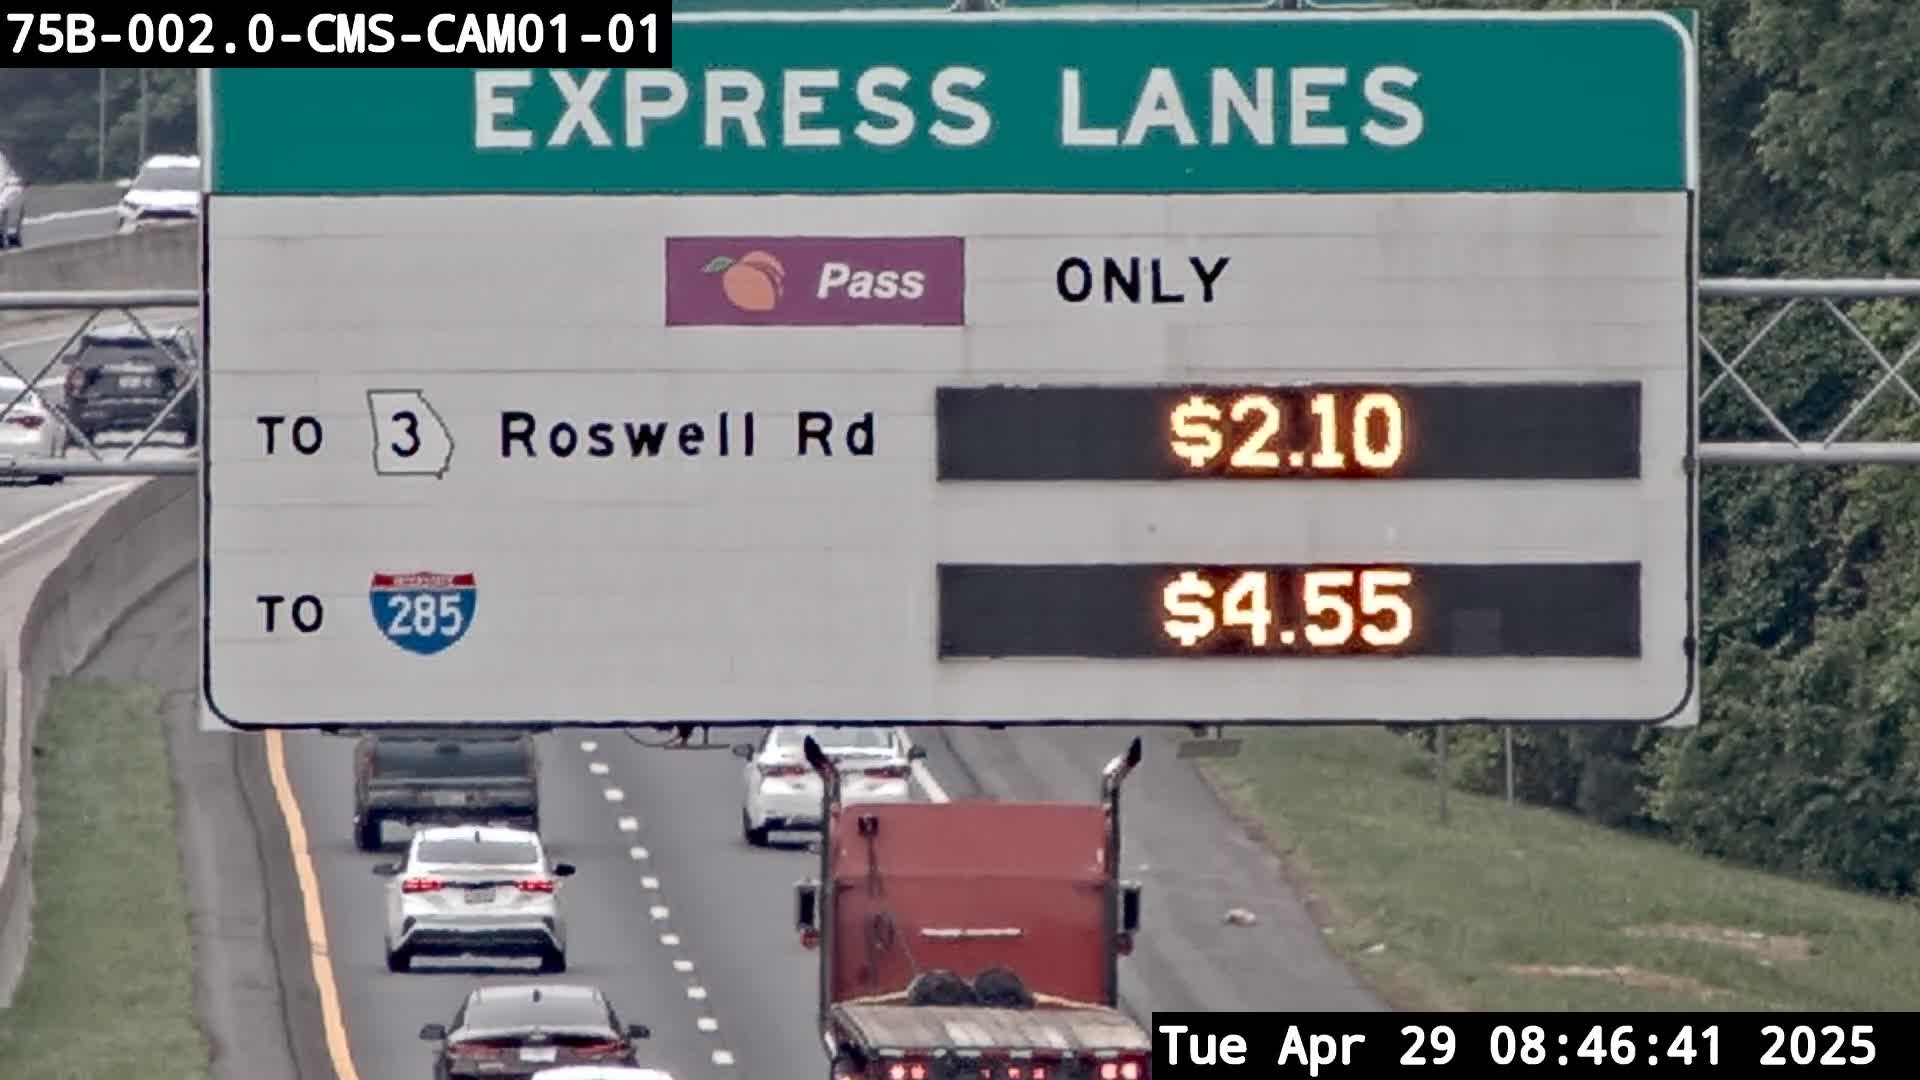 75B-002.0-CMS-CAM01-01
EXPRESS LANES
Pass ONLY
TO 3 Roswell Rd $2.10
INTERSTATE
TO 285 $4.55
Tue Apr 29 08:46:41 2025